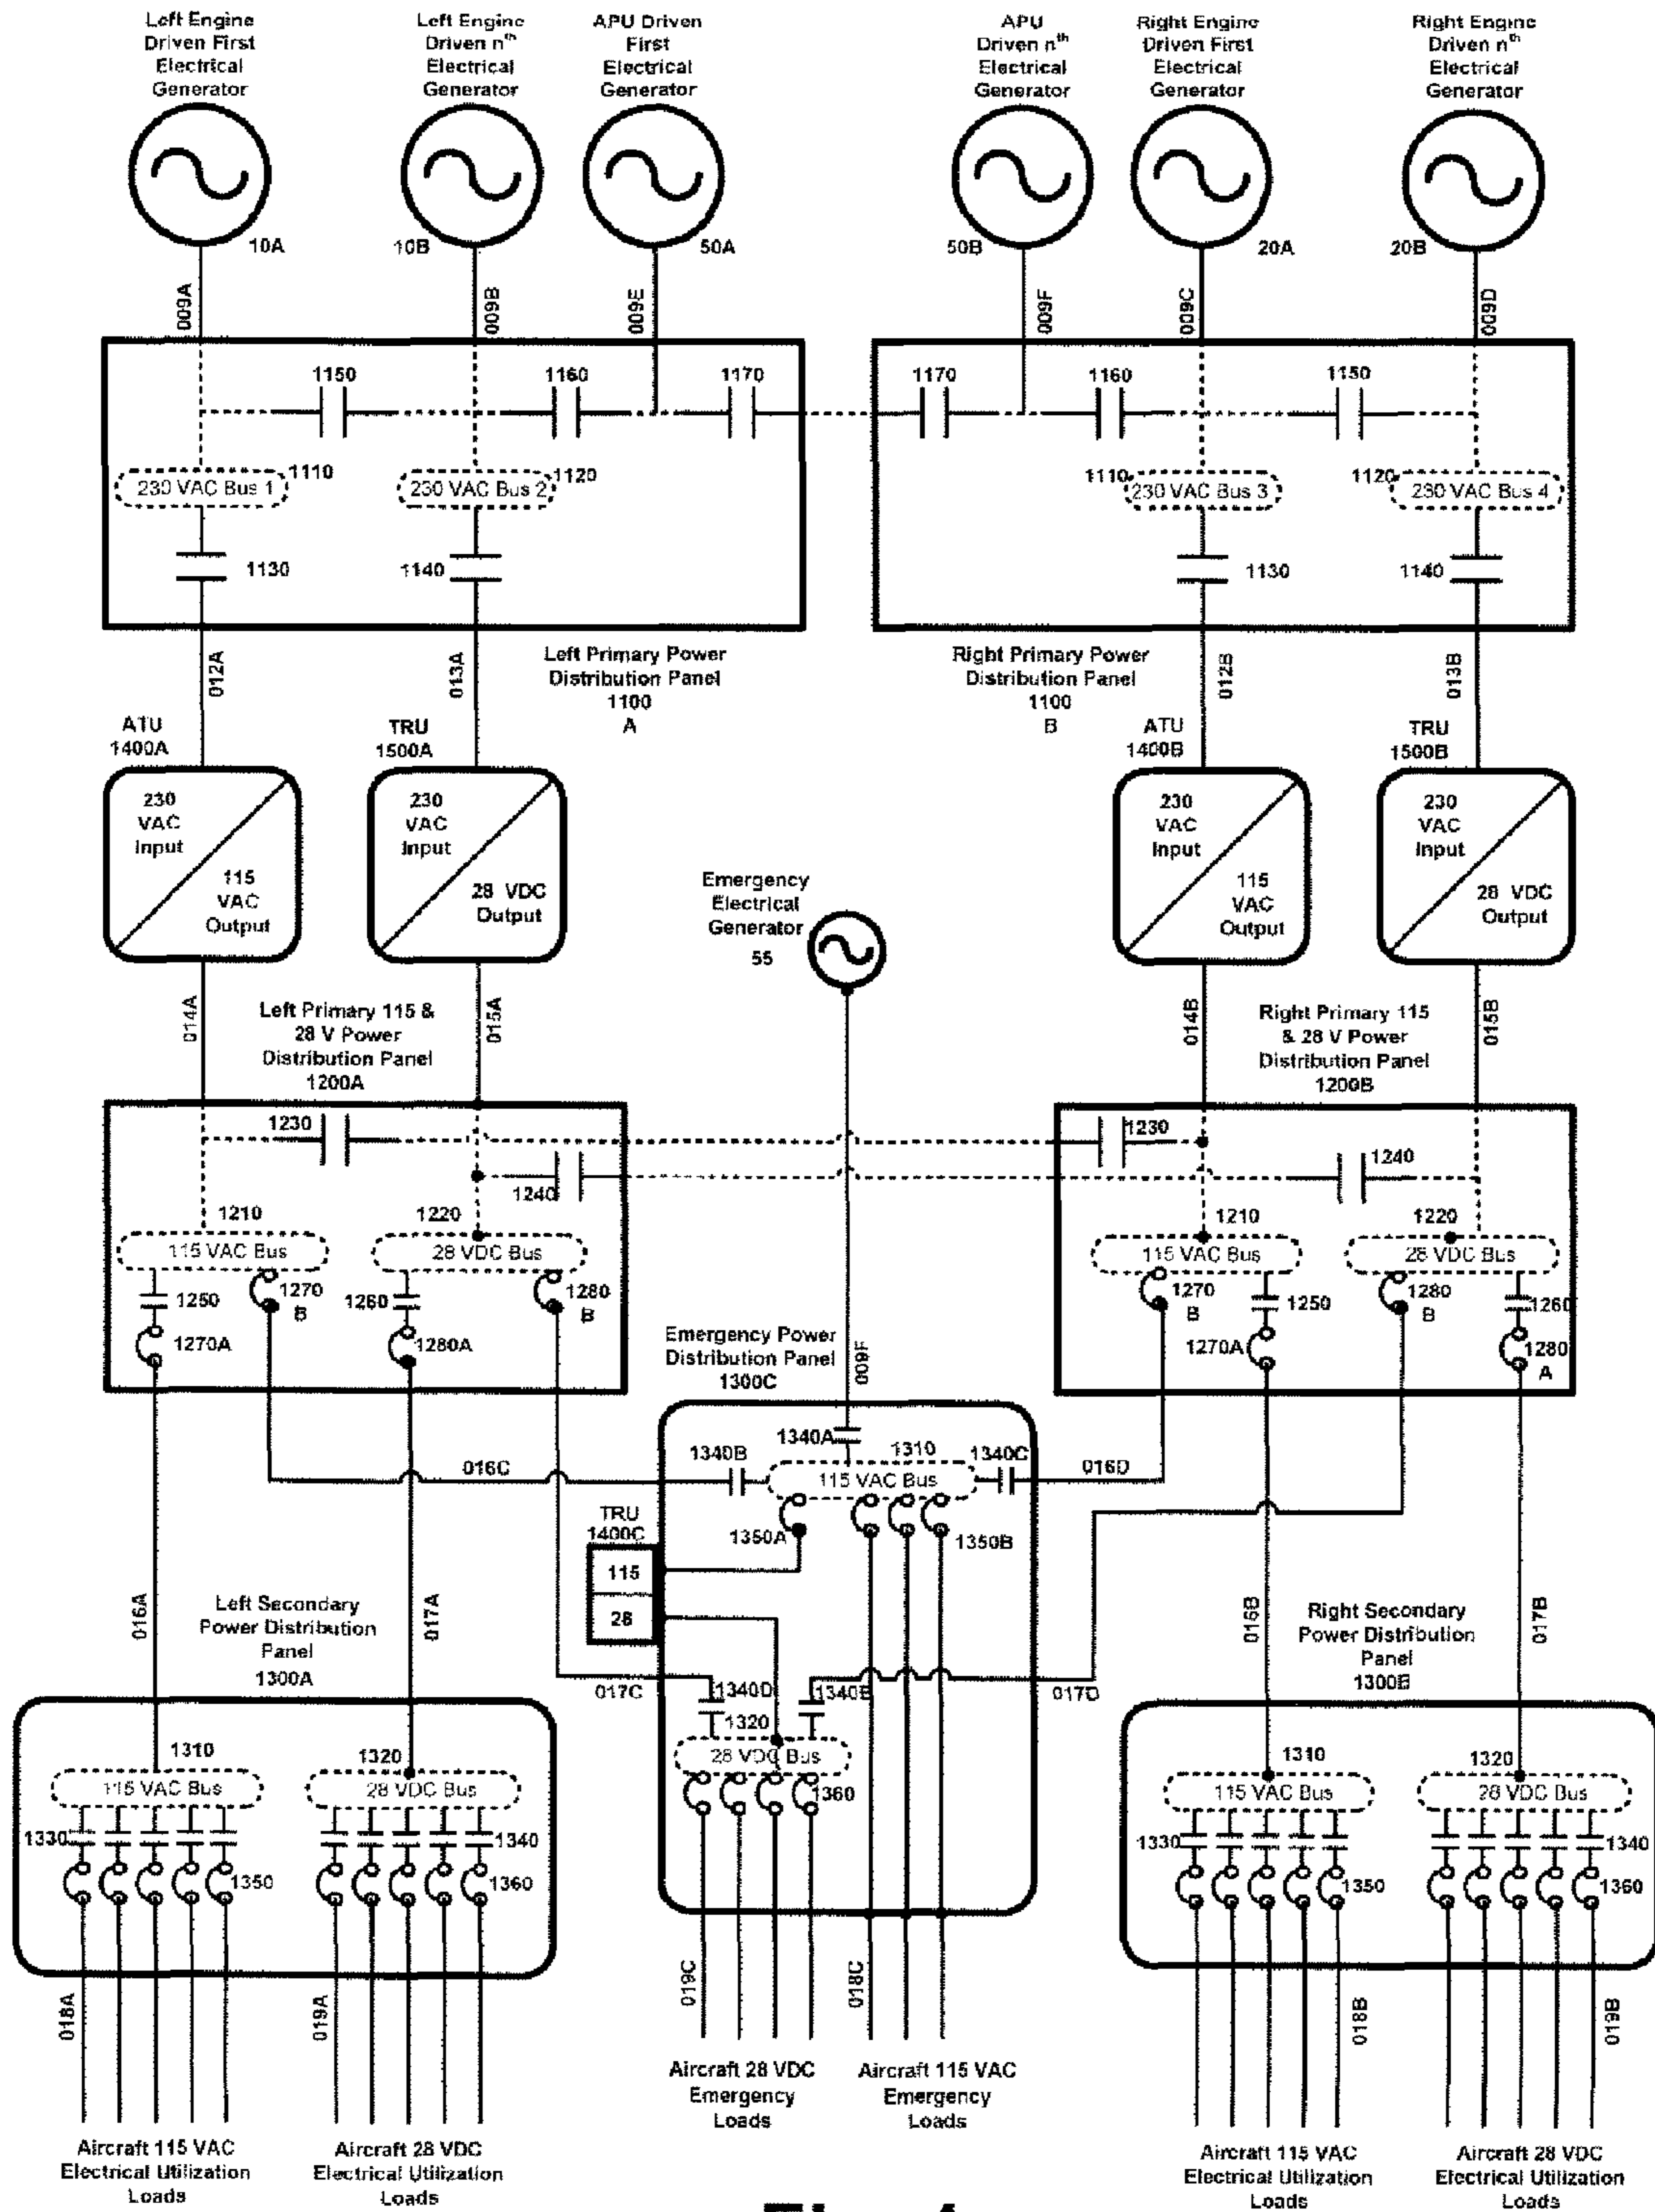 Left Engine
Driven First
Electrical
Generator
Left Engine
Driven nth
Electrical
Generator
APU Driven
First
Electrical
Generator
APU
Driven nth
Electrical
Generator
Right Engine
Driven First
Electrical
Generator
Right Engine
Driven nth
Electrical
Generator
10A
10B
50A
50B
20A
20B
009A
009B
009E
009F
009C
009D
1150
1160
1170
1170
1160
1150
1110
230 VAC Bus 1
1120
230 VAC Bus 2
1110
230 VAC Bus 3
1120
230 VAC Bus 4
1130
1140
1130
1140
012A
013A
Left Primary Power
Distribution Panel
1100
A
Right Primary Power
Distribution Panel
1100
B
012B
013B
ATU
1400A
TRU
1500A
ATU
1400B
TRU
1500B
230
VAC
Input
115
VAC
Output
230
VAC
Input
28 VDC
Output
230
VAC
Input
115
VAC
Output
230
VAC
Input
28 VDC
Output
Emergency
Electrical
Generator
55
014A
Left Primary 115 &
28 V Power
Distribution Panel
1200A
015A
014B
Right Primary 115
& 28 V Power
Distribution Panel
1200B
015B
1230
1240
1230
1240
1210
115 VAC Bus
1220
28 VDC Bus
1210
115 VAC Bus
1220
28 VDC Bus
1250
1270
B
1260
1280
B
1270A
1280A
1270
B
1250
1280
B
1260
1270A
1280
A
Emergency Power
Distribution Panel
1300C
009F
1340A
1310
1340B
1340C
016C
115 VAC Bus
016D
TRU
1400C
1350A
1350B
115
28
016A
Left Secondary
Power Distribution
Panel
1300A
017A
016B
Right Secondary
Power Distribution
Panel
1300B
017B
017C
1340D
1340E
017D
1320
28 VDC Bus
1360
1310
115 VAC Bus
1320
28 VDC Bus
1330
1340
1350
1360
1310
115 VAC Bus
1320
28 VDC Bus
1330
1340
1350
1360
018A
019A
019C
018C
018B
019B
Aircraft 28 VDC
Emergency
Loads
Aircraft 115 VAC
Emergency
Loads
Aircraft 115 VAC
Electrical Utilization
Loads
Aircraft 28 VDC
Electrical Utilization
Loads
Aircraft 115 VAC
Electrical Utilization
Loads
Aircraft 28 VDC
Electrical Utilization
Loads